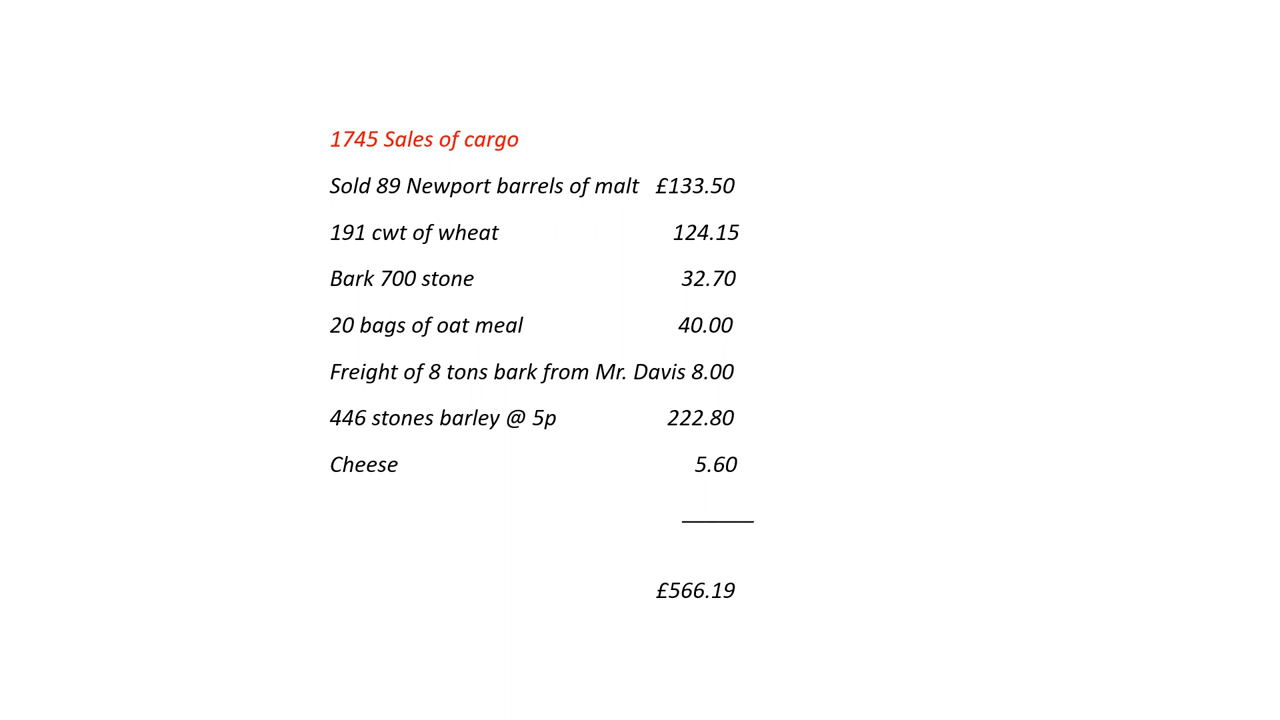 1745 Sales of cargo
Sold 89 Newport barrels of malt £133.50
191 cwt of wheat 124.15
Bark 700 stone 32.70
20 bags of oat meal 40.00
Freight of 8 tons bark from Mr. Davis 8.00
446 stones barley @ 5p 222.80
Cheese 5.60
£566.19